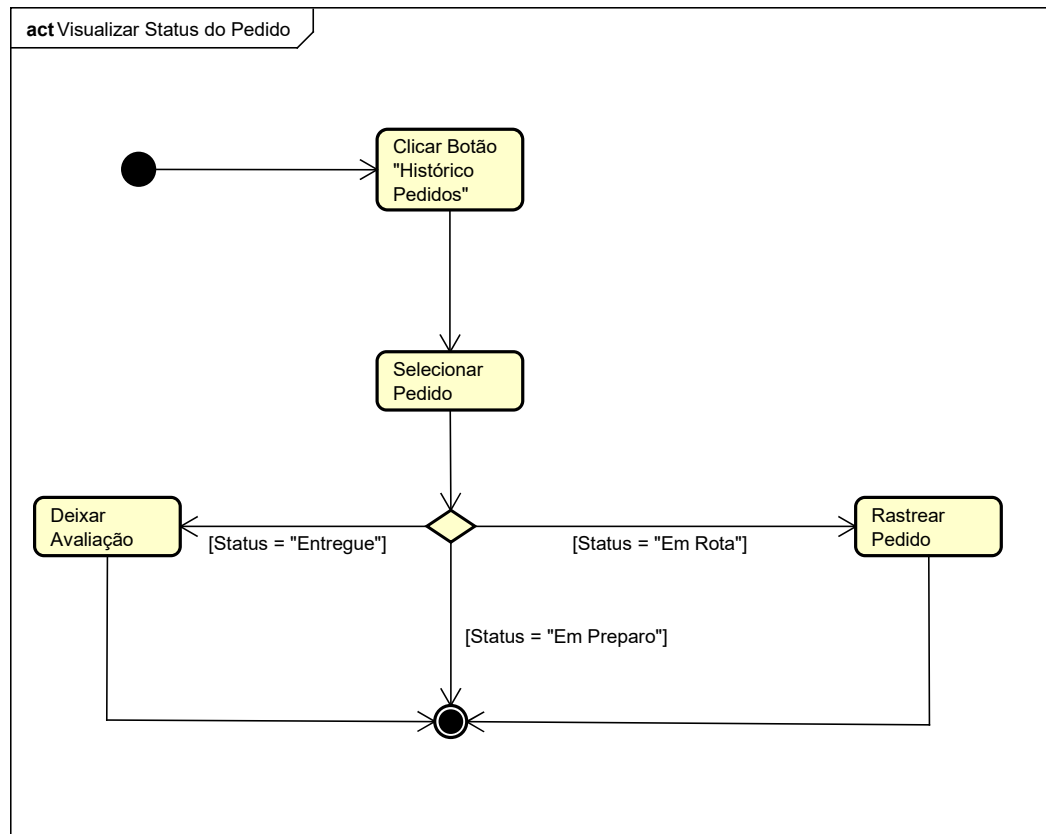 act Visualizar Status do Pedido
Clicar Botão
"Histórico
Pedidos"
Selecionar
Pedido
Deixar
Avaliação
[Status = "Entregue"]
[Status = "Em Rota"]
Rastrear
Pedido
[Status = "Em Preparo"]